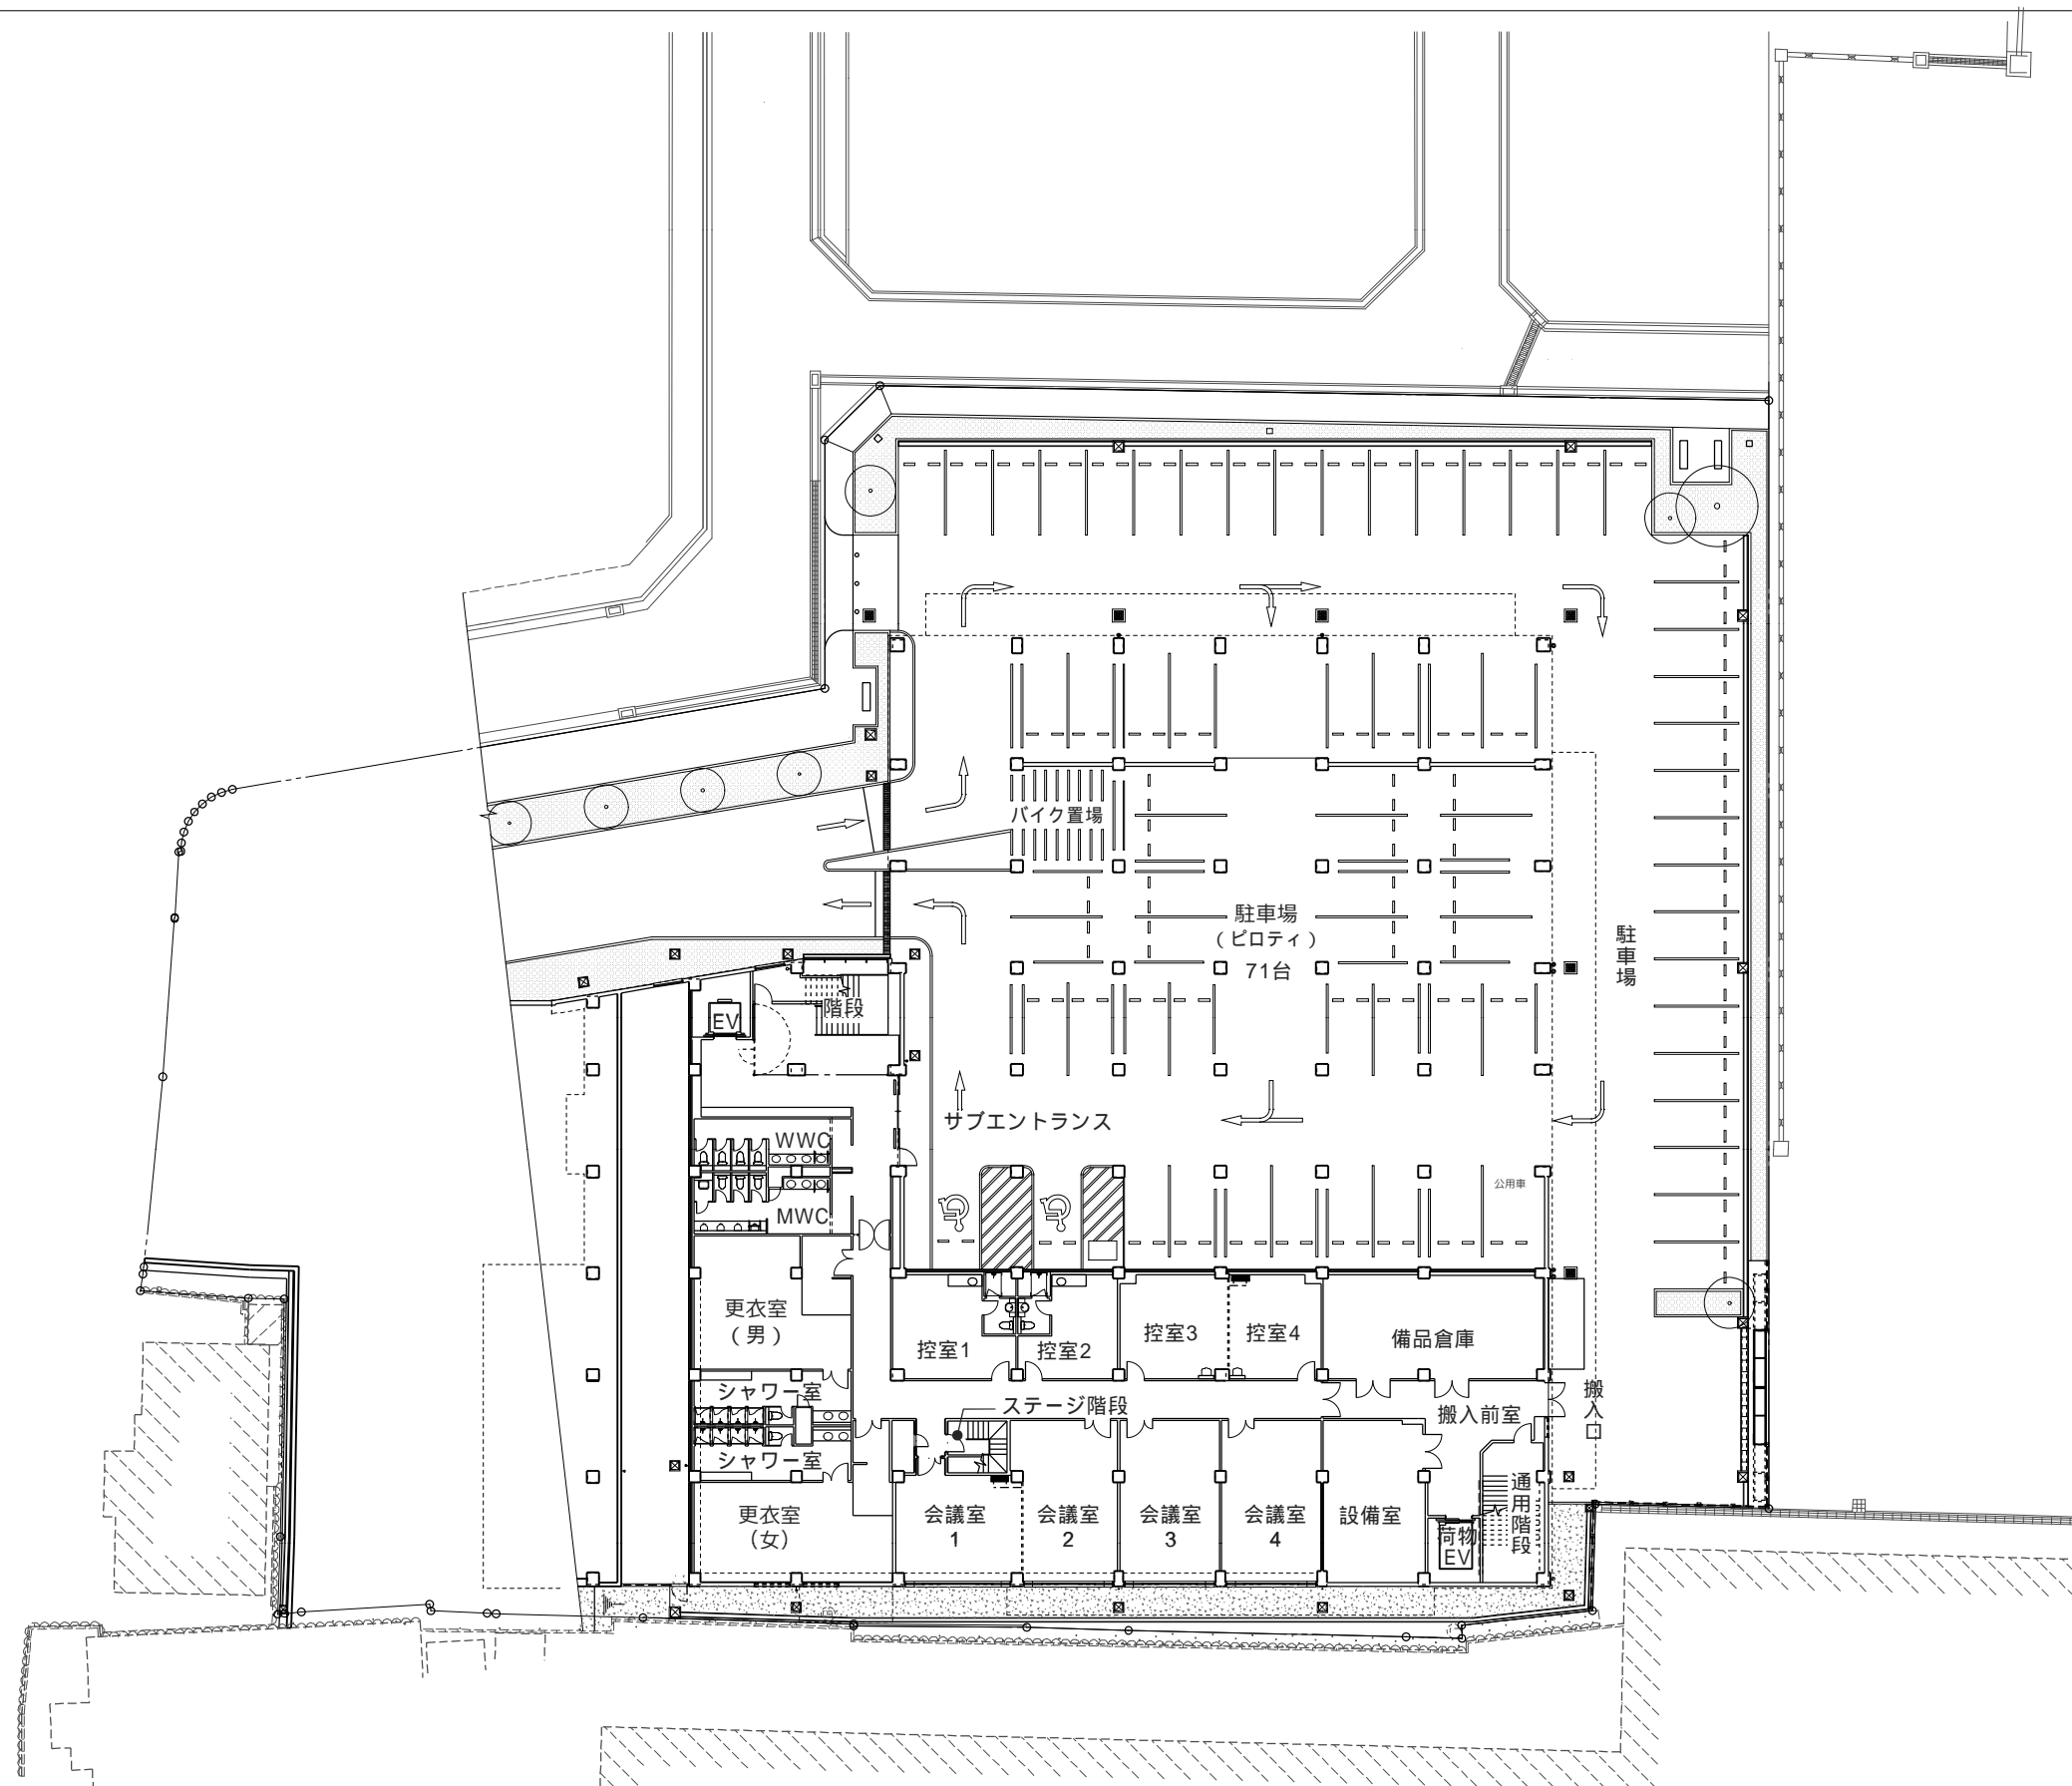 バイク置場
駐車場
（ピロティ）
71台
駐車場
階段
EV
サブエントランス
WWC
MWC
公用車
更衣室
（男）
控室1
控室2
控室3
控室4
備品倉庫
シャワー室
ステージ階段
搬入前室
搬入口
シャワー室
更衣室
（女）
会議室
1
会議室
2
会議室
3
会議室
4
設備室
荷物
EV
通用階段